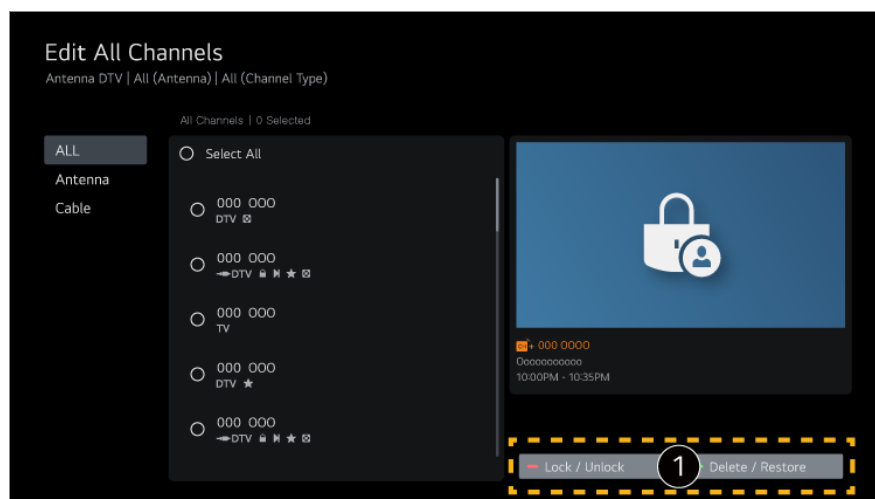 Edit All Channels
Antenna DTV | All (Antenna) | All (Channel Type)
All Channels | 0 Selected
ALL
Antenna
Cable
Select All
000 000
DTV
000 000
DTV
000 000
TV
000 000
DTV
000 000
DTV
+ 000 0000
Ooooooooooo
10:00PM - 10:35PM
Lock / Unlock
1
Delete / Restore